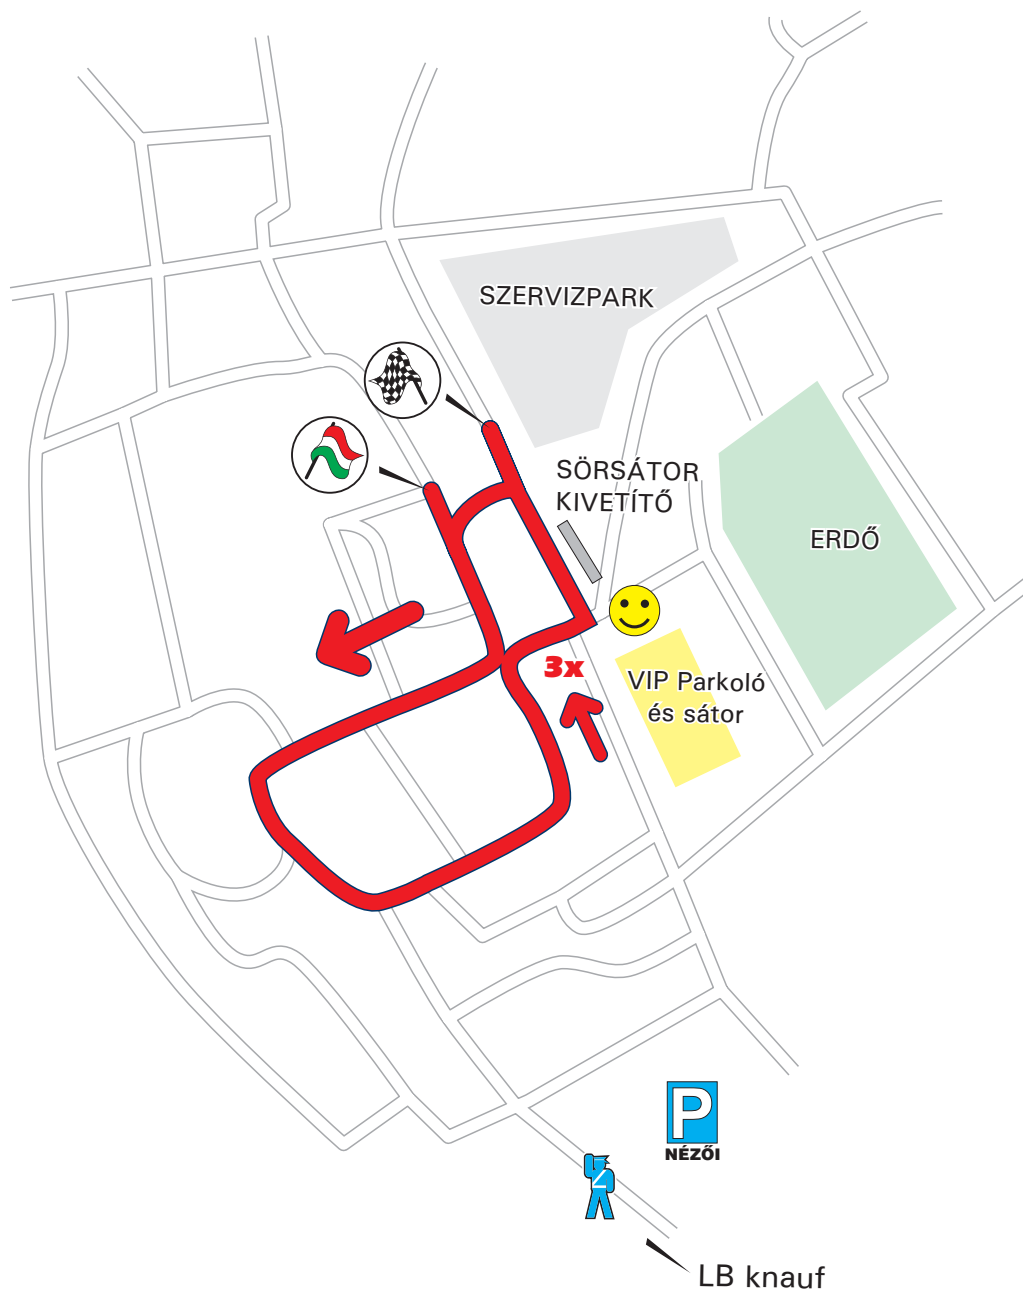 SZERVIZPARK
SÖRSÁTOR
KIVETÍTŐ
ERDŐ
3x
VIP Parkoló
és sátor
P
NÉZŐI
LB knauf